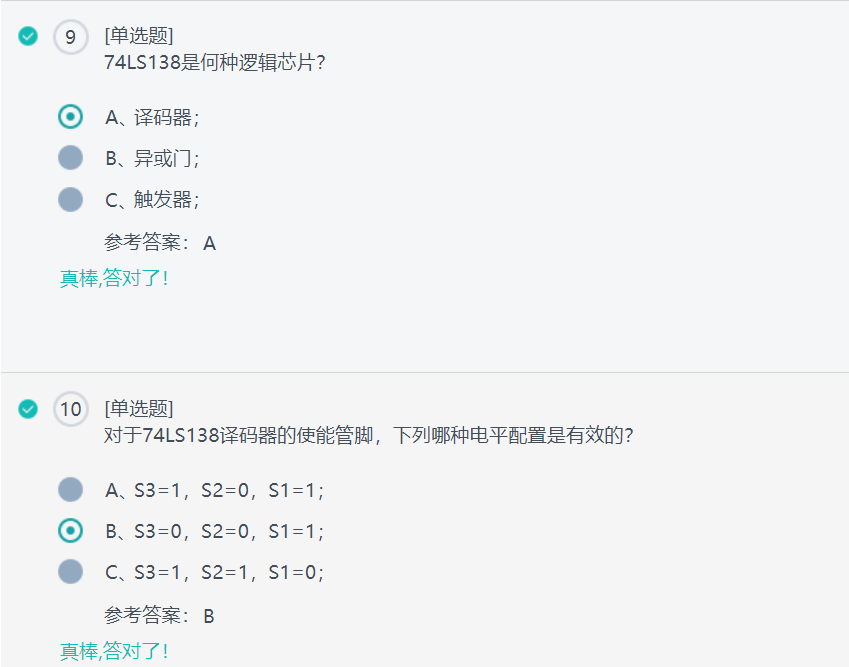 9 [单选题]
74LS138是何种逻辑芯片?
A、译码器;
B、异或门;
C、触发器;
参考答案: A
真棒,答对了!
10 [单选题]
对于74LS138译码器的使能管脚，下列哪种电平配置是有效的?
A、S3=1，S2=0，S1=1;
B、S3=0，S2=0，S1=1;
C、S3=1，S2=1，S1=0;
参考答案: B
真棒,答对了!